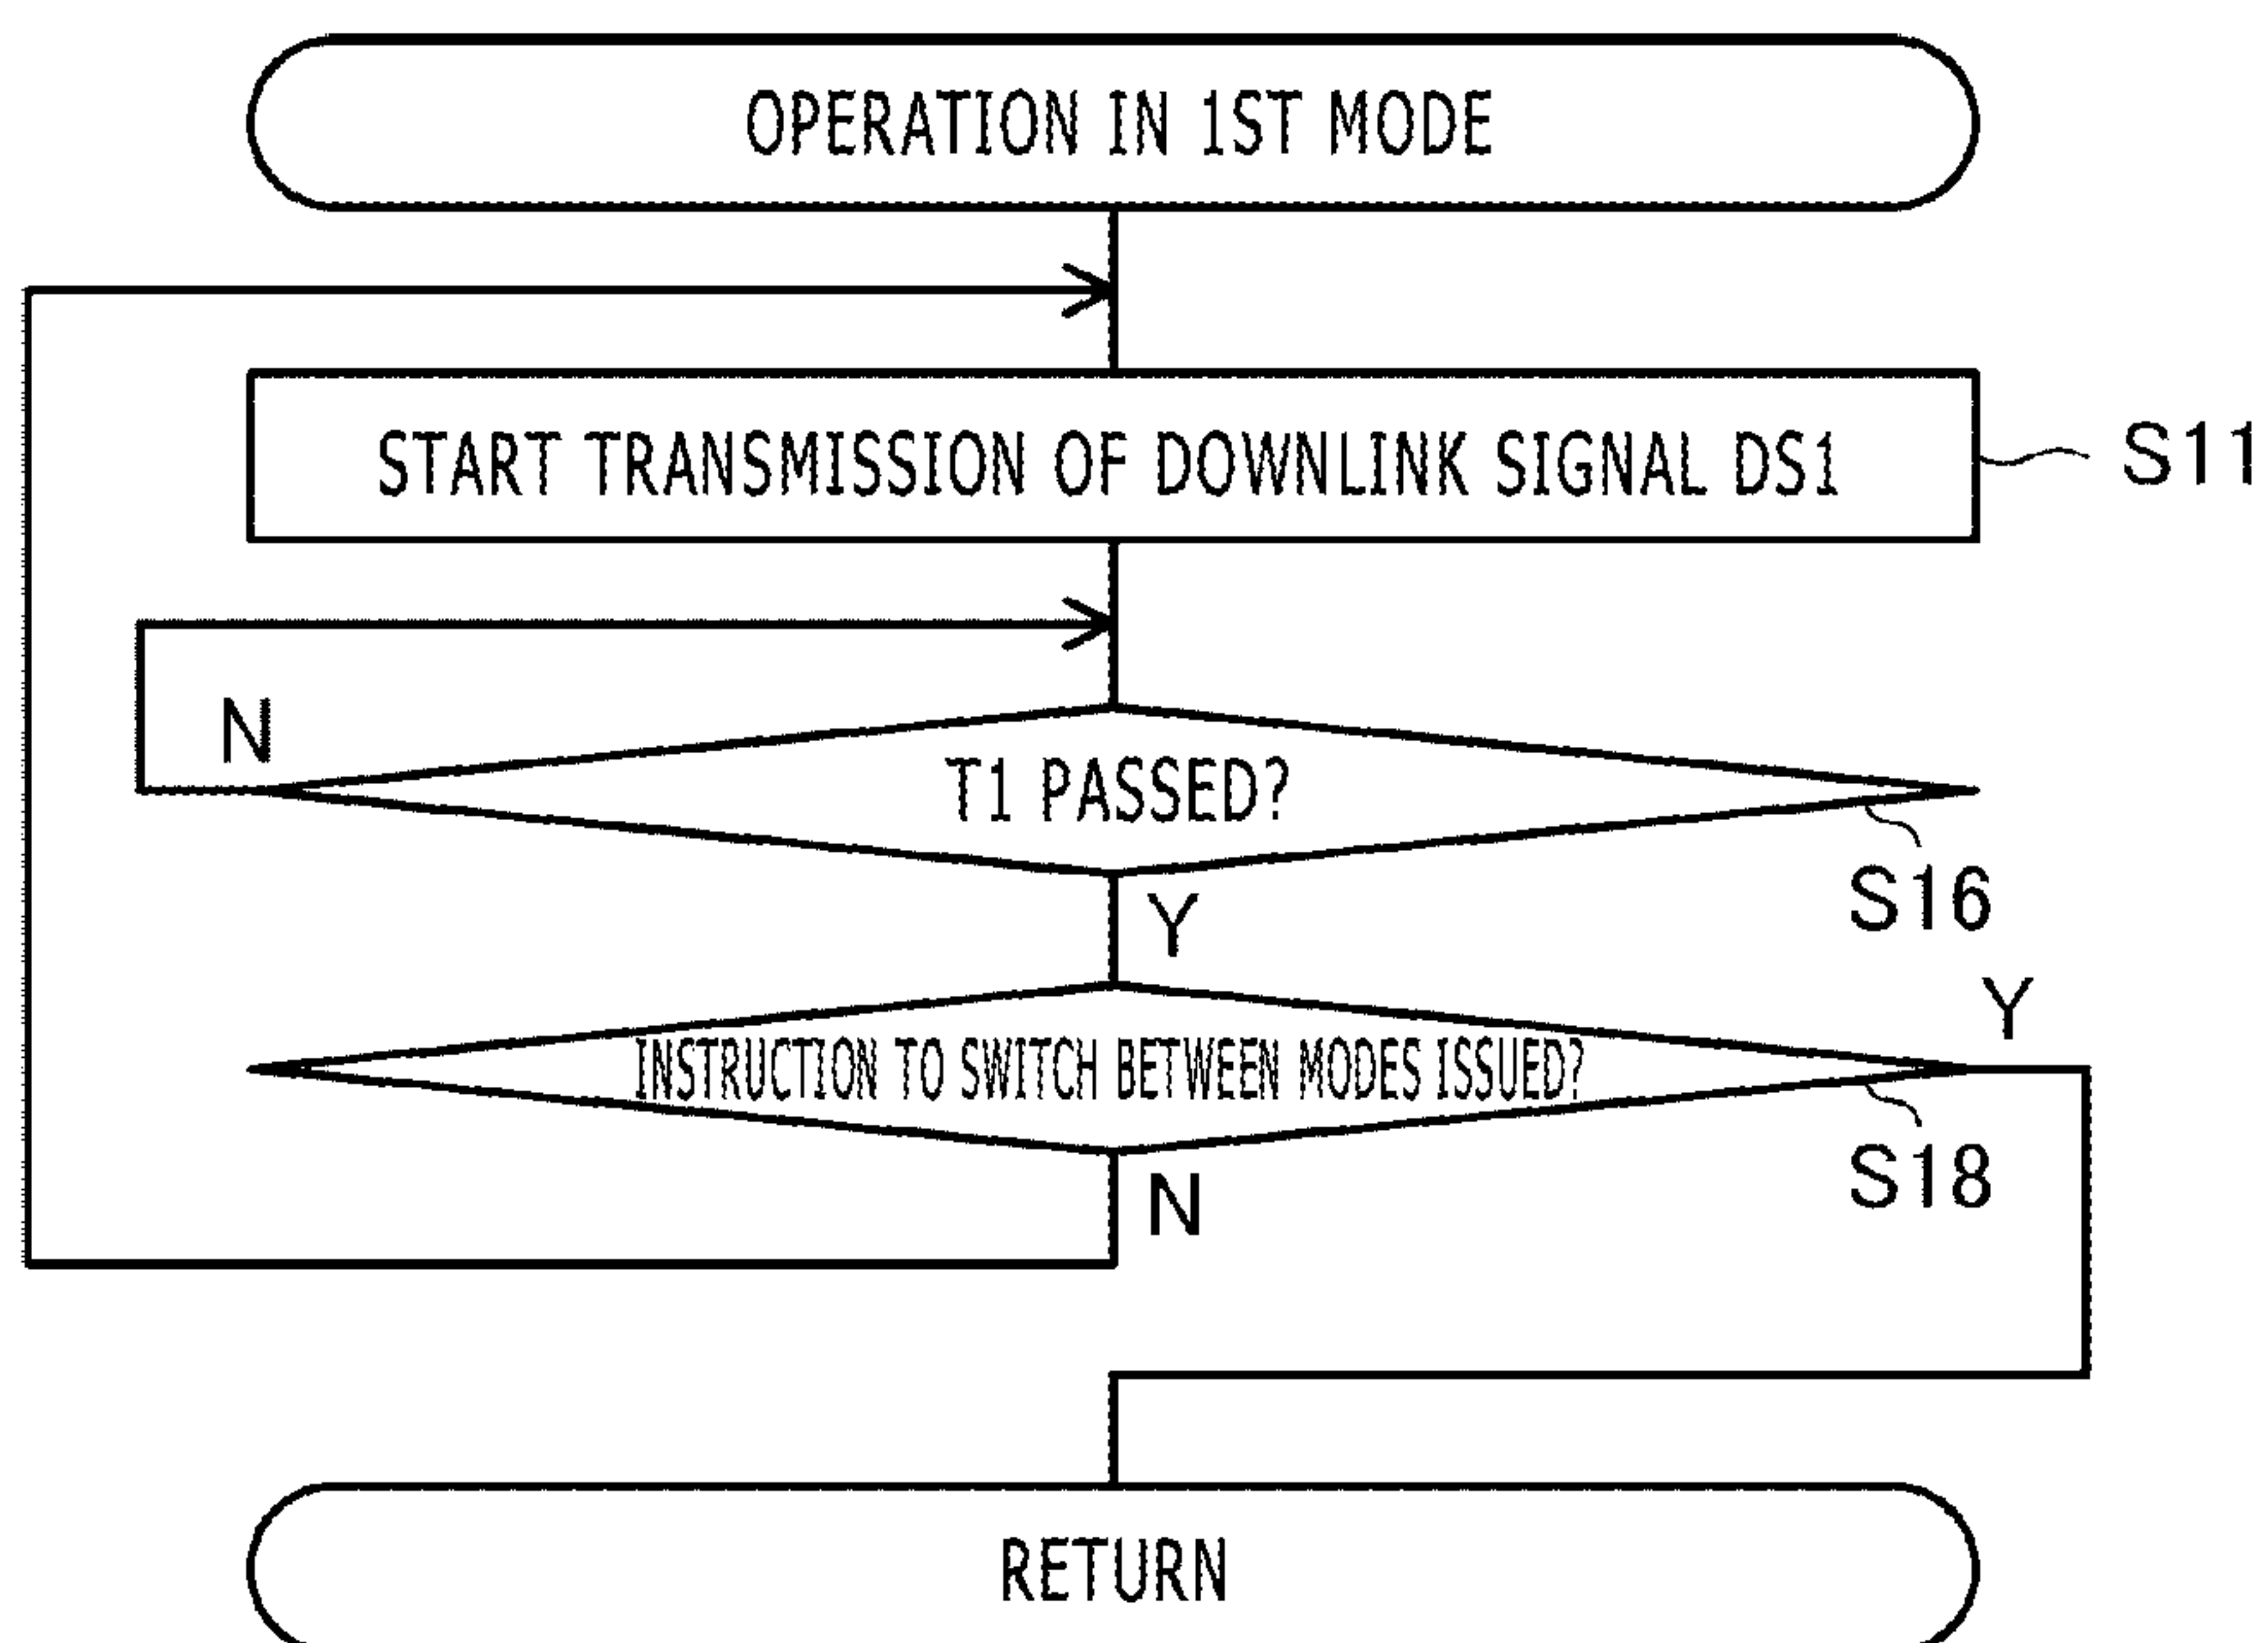 OPERATION IN 1ST MODE
START TRANSMISSION OF DOWNLINK SIGNAL DS1
S11
N
T1 PASSED?
S16
Y
Y
INSTRUCTION TO SWITCH BETWEEN MODES ISSUED?
S18
N
RETURN